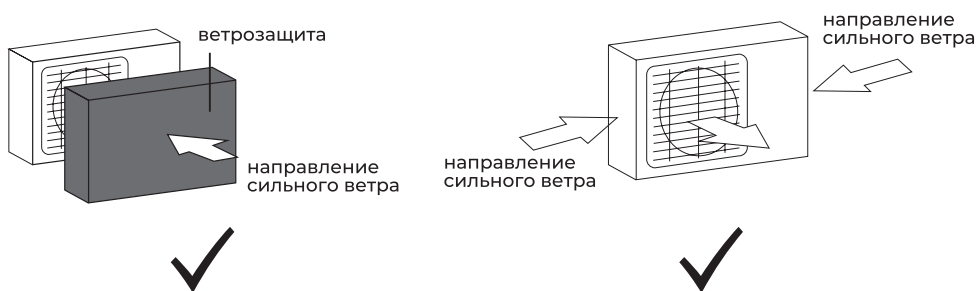 ветрозащита
направление
сильного ветра
направление
сильного ветра
направление
сильного ветра